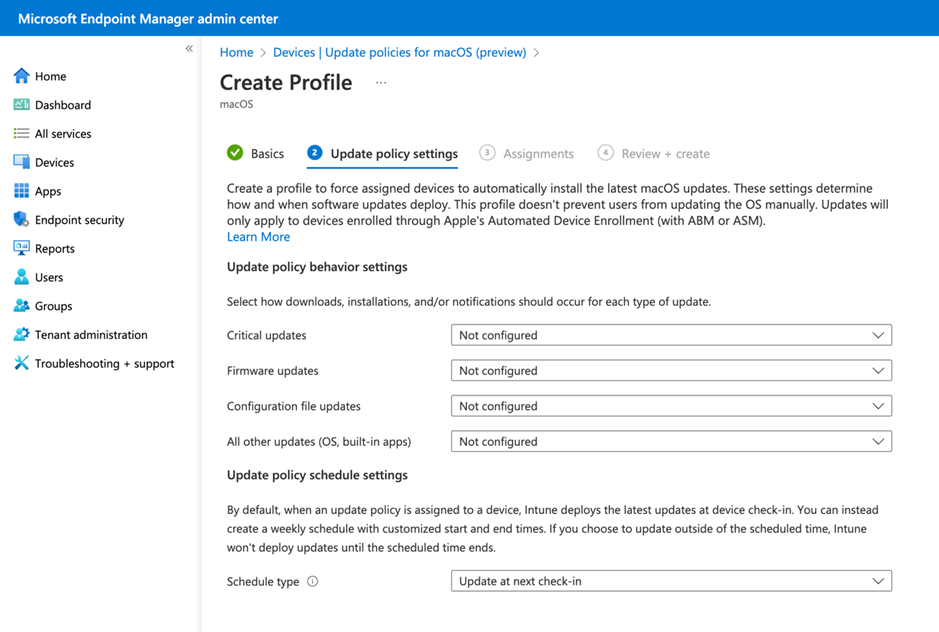 Microsoft Endpoint Manager admin center
«
Home
Dashboard
All services
Devices
Apps
Endpoint security
Reports
Users
Groups
Tenant administration
Troubleshooting + support
Home > Devices | Update policies for macOS (preview) >
Create Profile ...
macOS
Basics 2 Update policy settings 3 Assignments 4 Review + create
Create a profile to force assigned devices to automatically install the latest macOS updates. These settings determine
how and when software updates deploy. This profile doesn't prevent users from updating the OS manually. Updates will
only apply to devices enrolled through Apple's Automated Device Enrollment (with ABM or ASM).
Learn More
Update policy behavior settings
Select how downloads, installations, and/or notifications should occur for each type of update.
Critical updates Not configured
Firmware updates Not configured
Configuration file updates Not configured
All other updates (OS, built-in apps) Not configured
Update policy schedule settings
By default, when an update policy is assigned to a device, Intune deploys the latest updates at device check-in. You can instead
create a weekly schedule with customized start and end times. If you choose to update outside of the scheduled time, Intune
won't deploy updates until the scheduled time ends.
Schedule type Update at next check-in